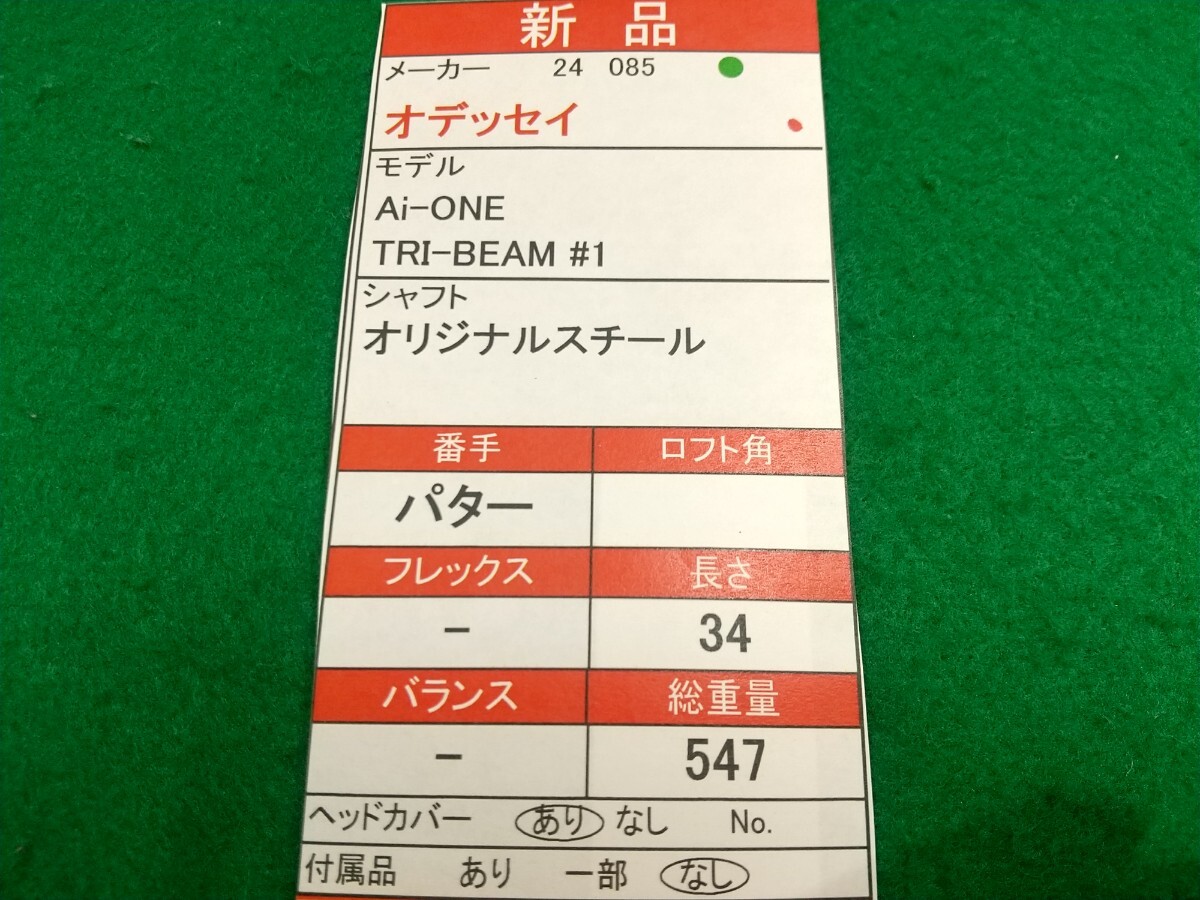 新 品
メーカー 24 085
オデッセイ
モデル
Ai-ONE
TRI-BEAM #1
シャフト
オリジナルスチール
番手 ロフト角
パター
フレックス 長さ
- 34
バランス 総重量
- 547
ヘッドカバー あり なし No.
付属品 あり 一部 なし